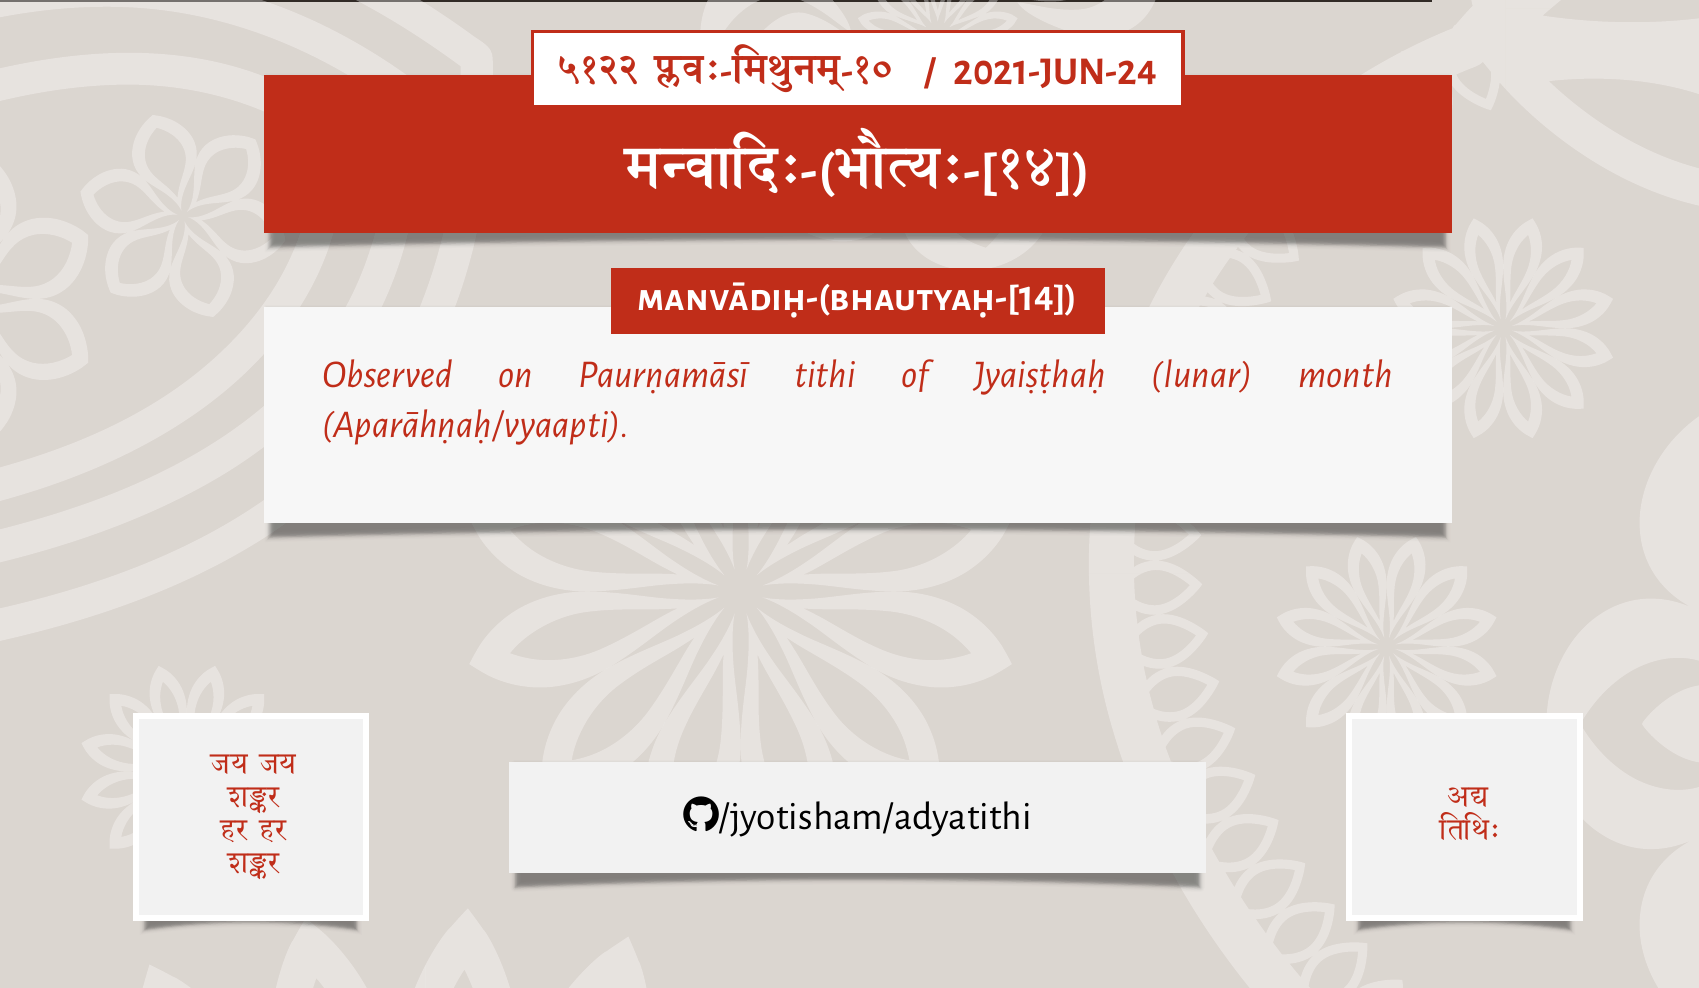 ५१२२ प्लवः-मिथुनम्-१० / 2021-JUN-24
मन्वादिः-(भौत्यः-[१४])
MANVĀDIḤ-(BHAUTYAḤ-[14])
Observed on Paurṇamāsī tithi of Jyaiṣṭhaḥ (lunar) month
(Aparāhṇaḥ/vyaapti).
जय जय
शङ्कर
हर हर
शङ्कर
/jyotisham/adyatithi
अद्य
तिथिः